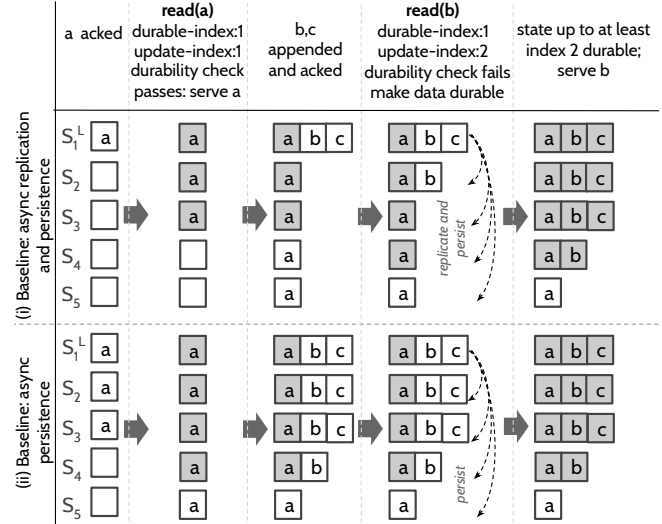 a acked
read(a)
durable-index:1
update-index:1
durability check
passes: serve a
b,c
appended
and acked
read(b)
durable-index:1
update-index:2
durability check fails
make data durable
state up to at least
index 2 durable;
serve b
(i) Baseline: async replication
and persistence
S1L a a a b c a b c a b c
S2 a a a b a b c
S3 a a a a b c
S4 a a a b
S5 a a a
replicate and
persist
(ii) Baseline: async
persistence
S1L a a a b c a b c a b c
S2 a a a b c a b c a b c
S3 a a a b c a b c a b c
S4 a a b a b a b
S5 a a a a
persist